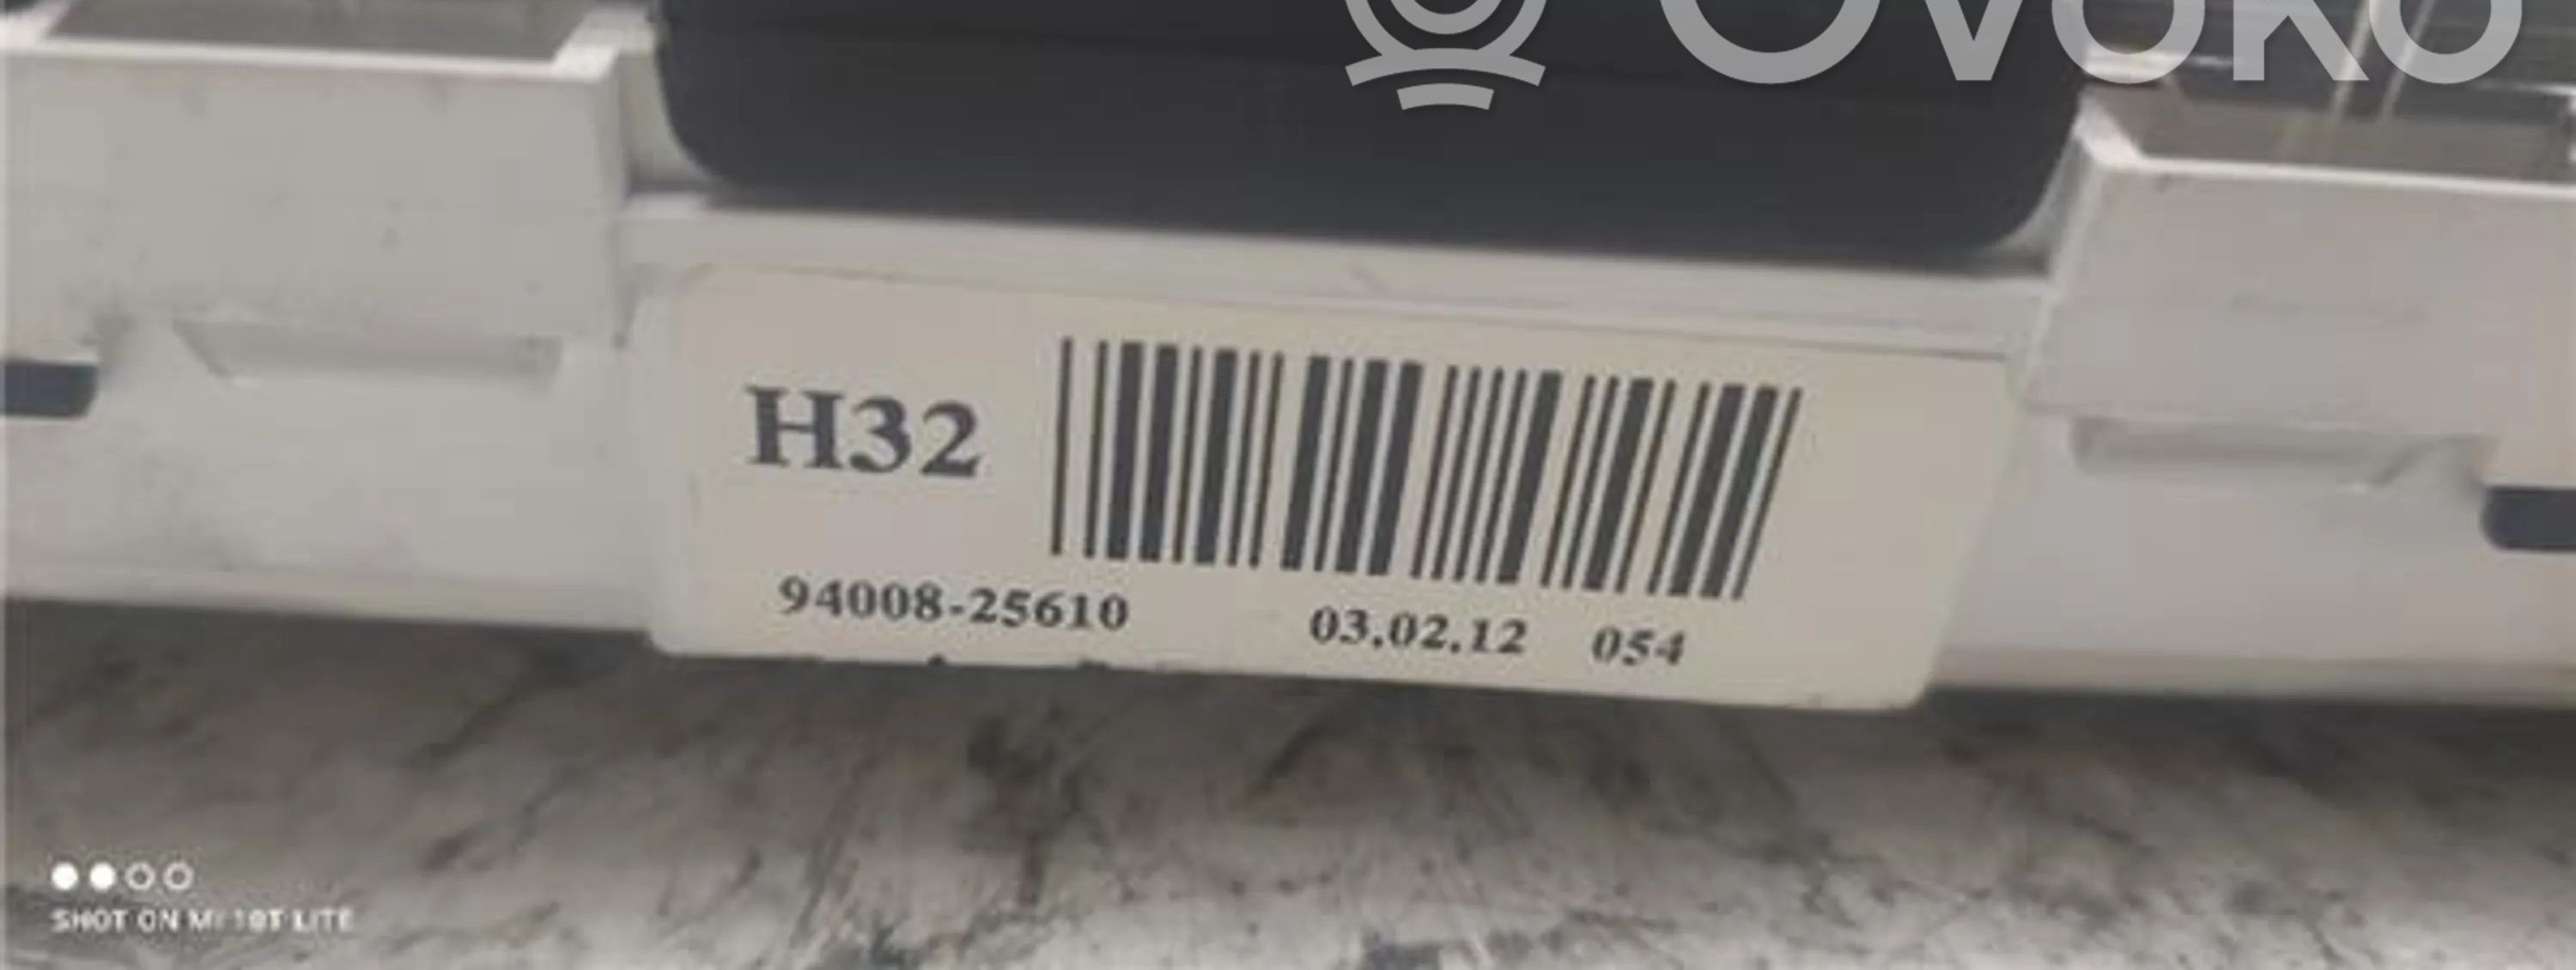 OVOKO
H32
94008-25610 03.02.12 054
SHOT ON MI 10T LITE